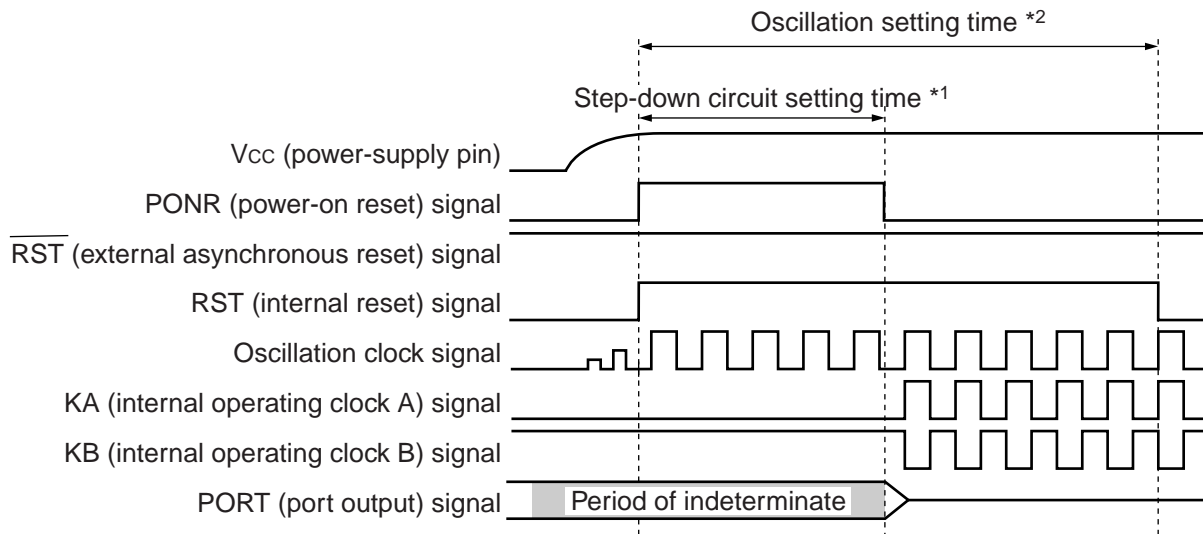 Oscillation setting time *2
Step-down circuit setting time *1
Vcc (power-supply pin)
PONR (power-on reset) signal
RST (external asynchronous reset) signal
RST (internal reset) signal
Oscillation clock signal
KA (internal operating clock A) signal
KB (internal operating clock B) signal
PORT (port output) signal
Period of indeterminate